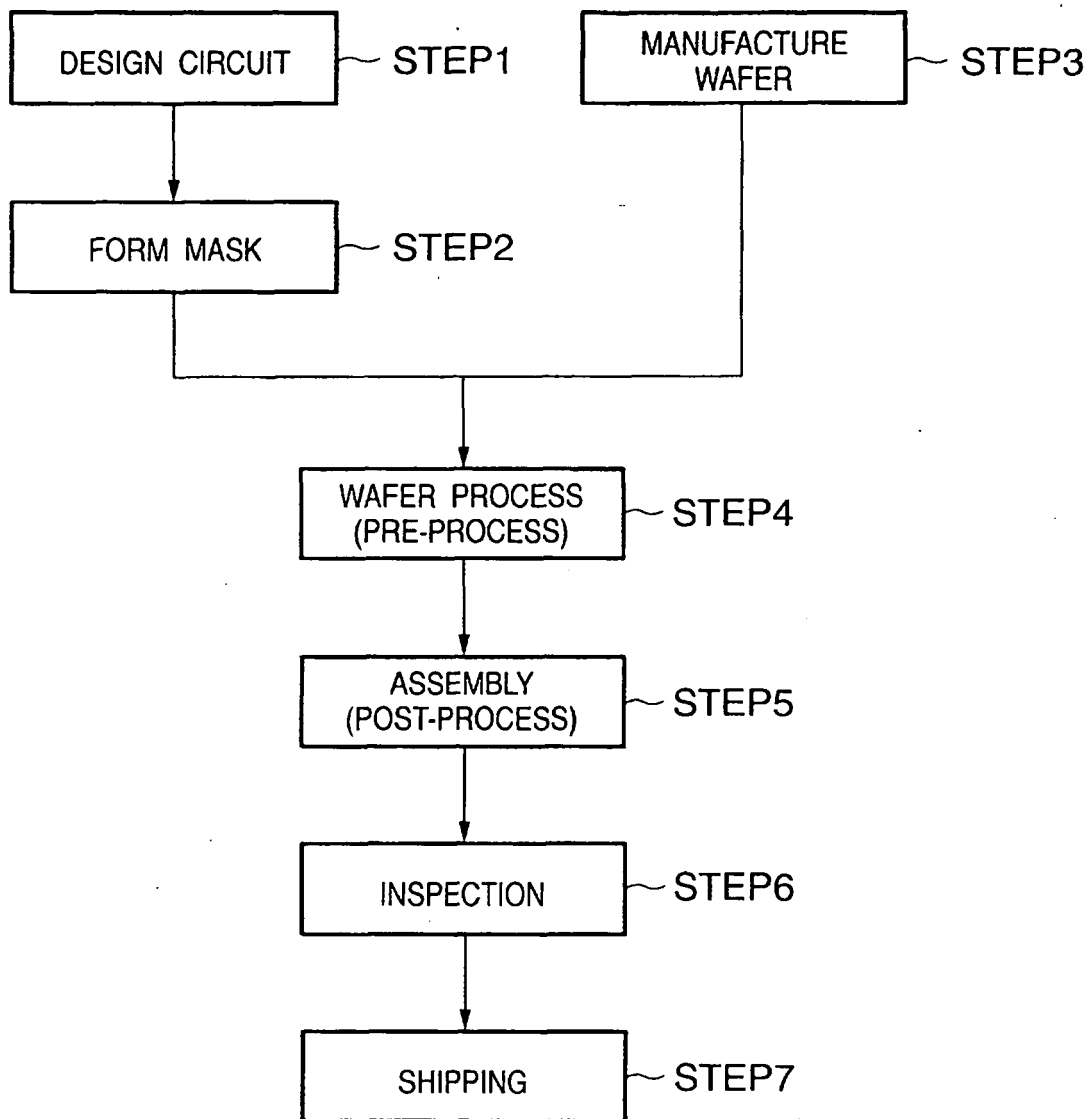 DESIGN CIRCUIT
STEP1
MANUFACTURE
WAFER
STEP3
FORM MASK
STEP2
WAFER PROCESS
(PRE-PROCESS)
STEP4
ASSEMBLY
(POST-PROCESS)
STEP5
INSPECTION
STEP6
SHIPPING
STEP7